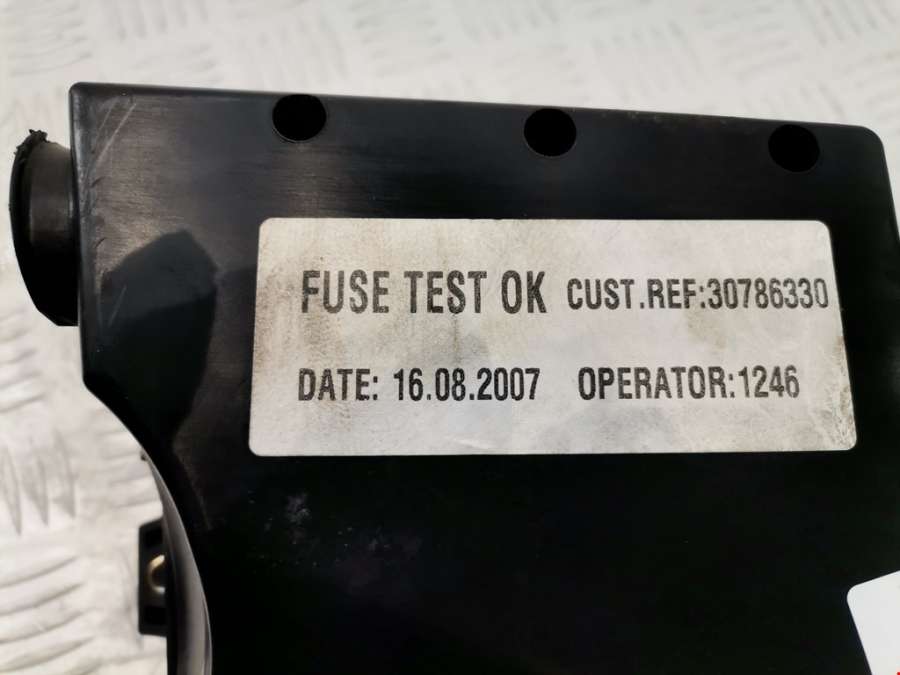 FUSE TEST OK CUST.REF:30786330
DATE: 16.08.2007 OPERATOR:1246